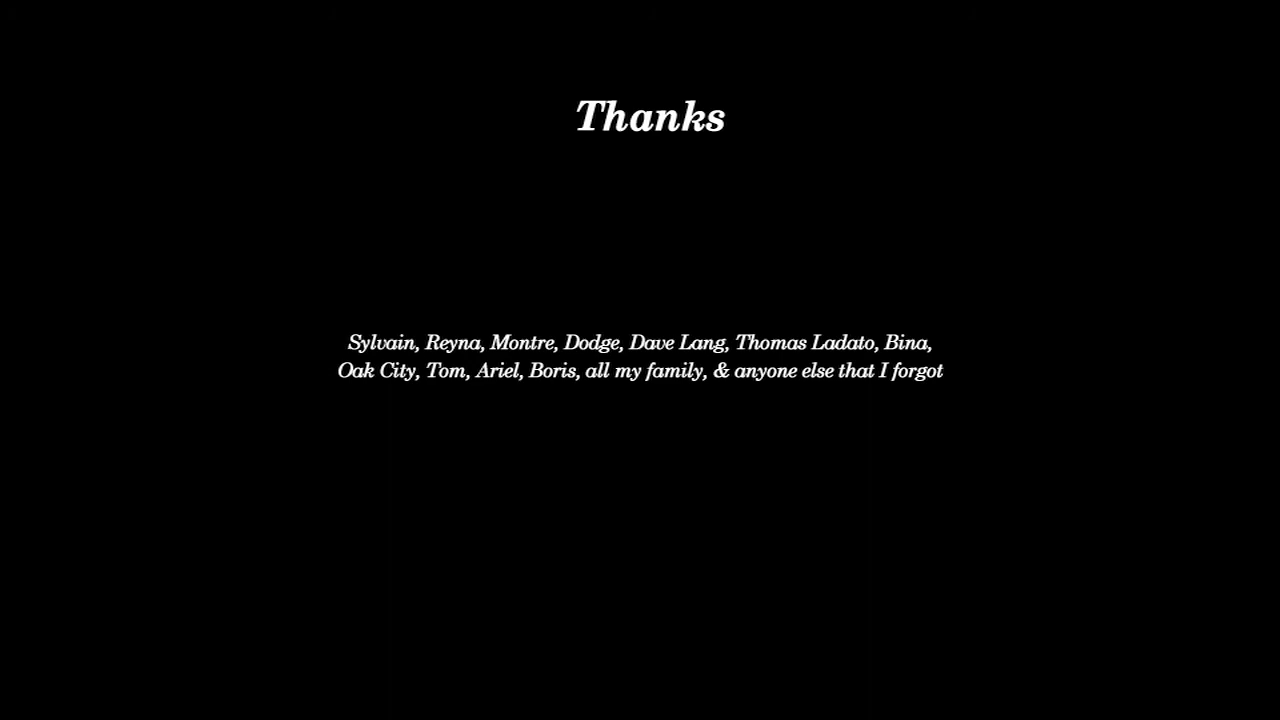 Thanks
Sylvain, Reyna, Montre, Dodge, Dave Lang, Thomas Ladato, Bina,
Oak City, Tom, Ariel, Boris, all my family, & anyone else that I forgot